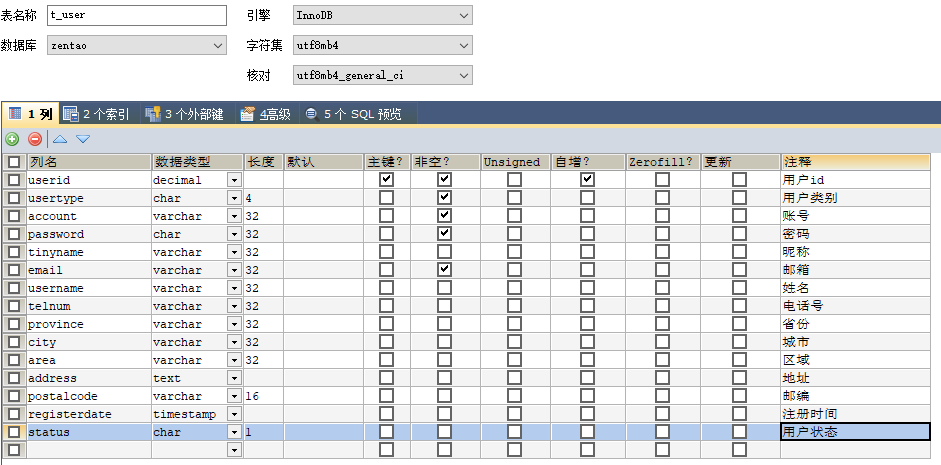 表名称 t_user 引擎 InnoDB
数据库 zentao 字符集 utf8mb4
核对 utf8mb4_general_ci
1 列 2 个索引 3 个外部键 4高级 5 个 SQL 预览
列名 数据类型 长度 默认 主键? 非空? Unsigned 自增? Zerofill? 更新 注释
userid decimal 用户id
usertype char 4 用户类别
account varchar 32 账号
password char 32 密码
tinyname varchar 32 昵称
email varchar 32 邮箱
username varchar 32 姓名
telnum varchar 32 电话号
province varchar 32 省份
city varchar 32 城市
area varchar 32 区域
address text 地址
postalcode varchar 16 邮编
registerdate timestamp 注册时间
status char 1 用户状态